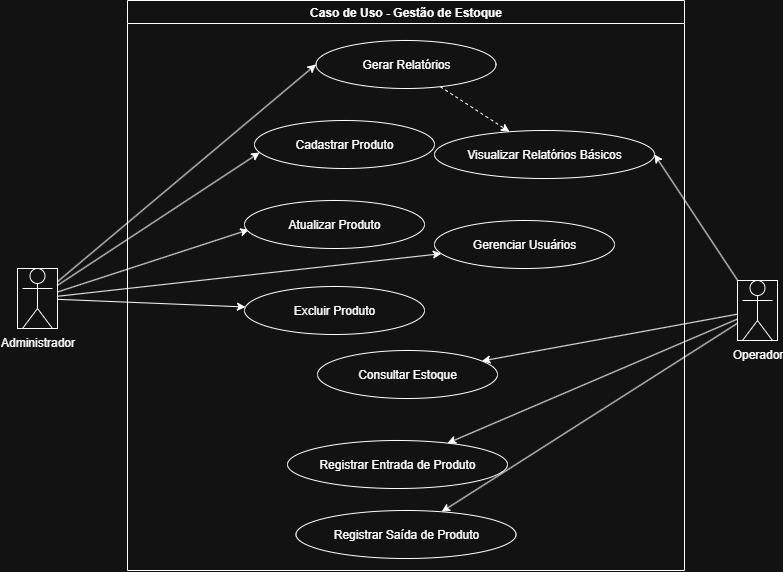 Caso de Uso - Gestão de Estoque
Gerar Relatórios
Cadastrar Produto
Visualizar Relatórios Básicos
Atualizar Produto
Gerenciar Usuários
Excluir Produto
Administrador
Operador
Consultar Estoque
Registrar Entrada de Produto
Registrar Saída de Produto